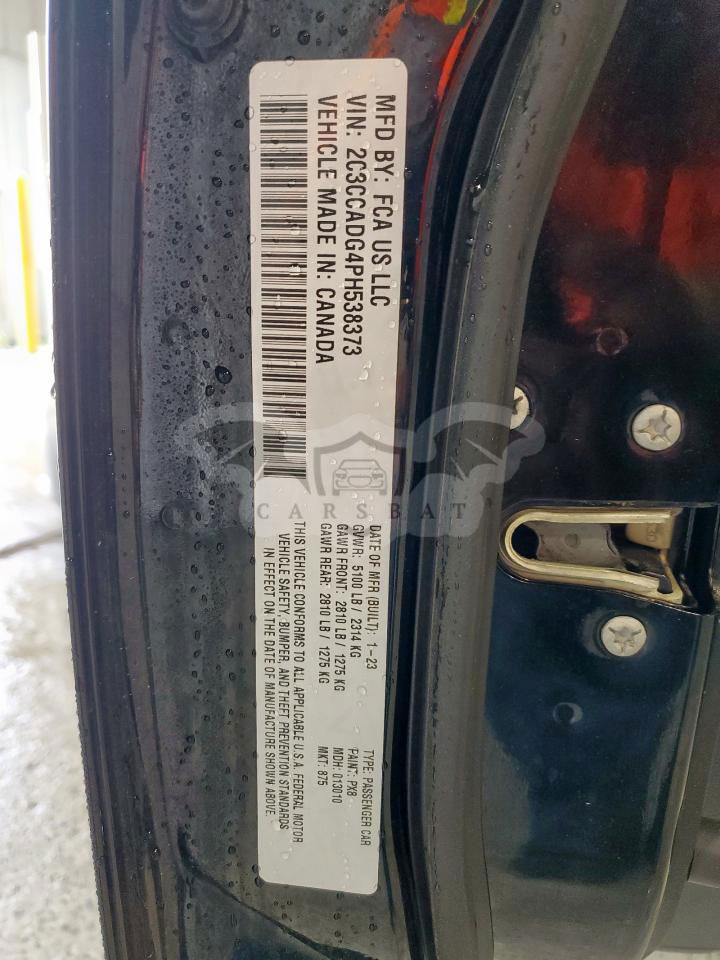 MFD BY: FCA US LLC
VIN: 2C3CCADG4PH538373
VEHICLE MADE IN: CANADA
DATE OF MFR (BUILT): 1-23
GVWR: 5100 LB / 2314 KG
GAWR FRONT: 2810 LB / 1275 KG
GAWR REAR: 2810 LB / 1275 KG
THIS VEHICLE CONFORMS TO ALL APPLICABLE U.S.A. FEDERAL MOTOR
VEHICLE SAFETY, BUMPER, AND THEFT PREVENTION STANDARDS
IN EFFECT ON THE DATE OF MANUFACTURE SHOWN ABOVE.
TYPE: PASSENGER CAR
PAINT: PX8
MDH: 013010
MKT: 875
CARSBAT